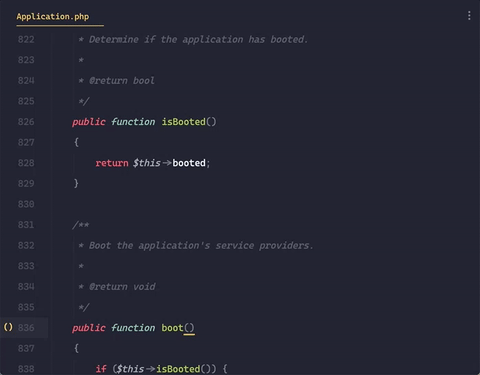 Application.php
822 * Determine if the application has booted.
823 *
824 * @return bool
825 */
826 public function isBooted()
827 {
828 return $this->booted;
829 }
830
831 /**
832 * Boot the application's service providers.
833 *
834 * @return void
835 */
() 836 public function boot()
837 {
838 if ($this->isBooted()) {